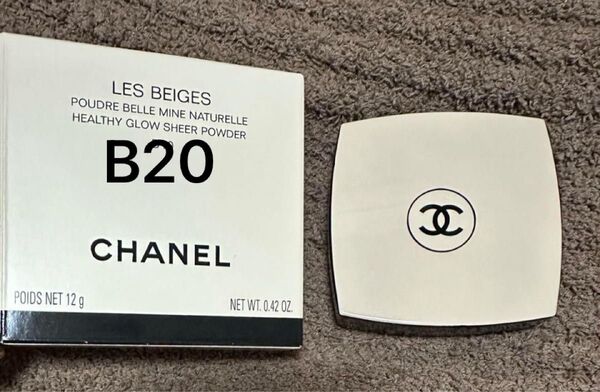 LES BEIGES
POUDRE BELLE MINE NATURELLE
HEALTHY GLOW SHEER POWDER
B20
CHANEL
POIDS NET 12 g NET WT. 0.42 OZ.